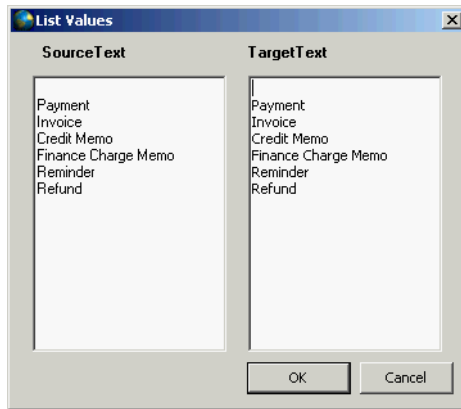 List Values
SourceText
TargetText
Payment
Invoice
Credit Memo
Finance Charge Memo
Reminder
Refund
Payment
Invoice
Credit Memo
Finance Charge Memo
Reminder
Refund
OK
Cancel